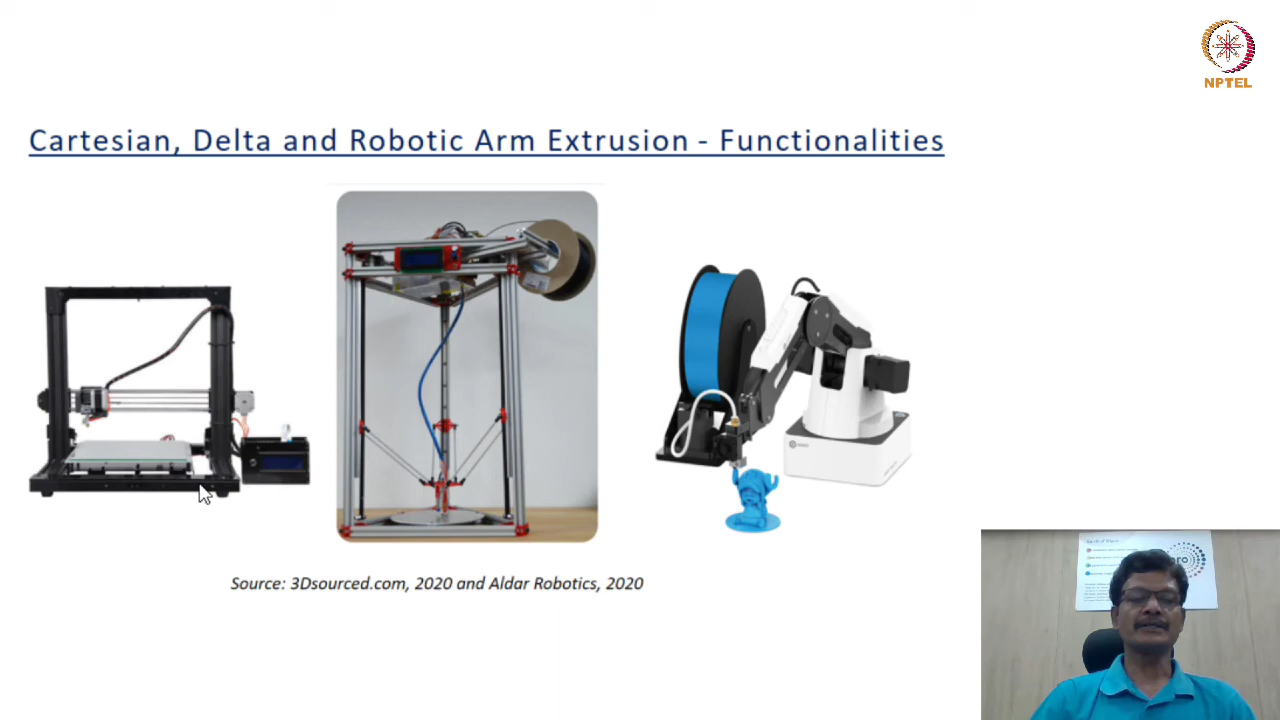 NPTEL
Cartesian, Delta and Robotic Arm Extrusion - Functionalities
Source: 3Dsourced.com, 2020 and Aldar Robotics, 2020